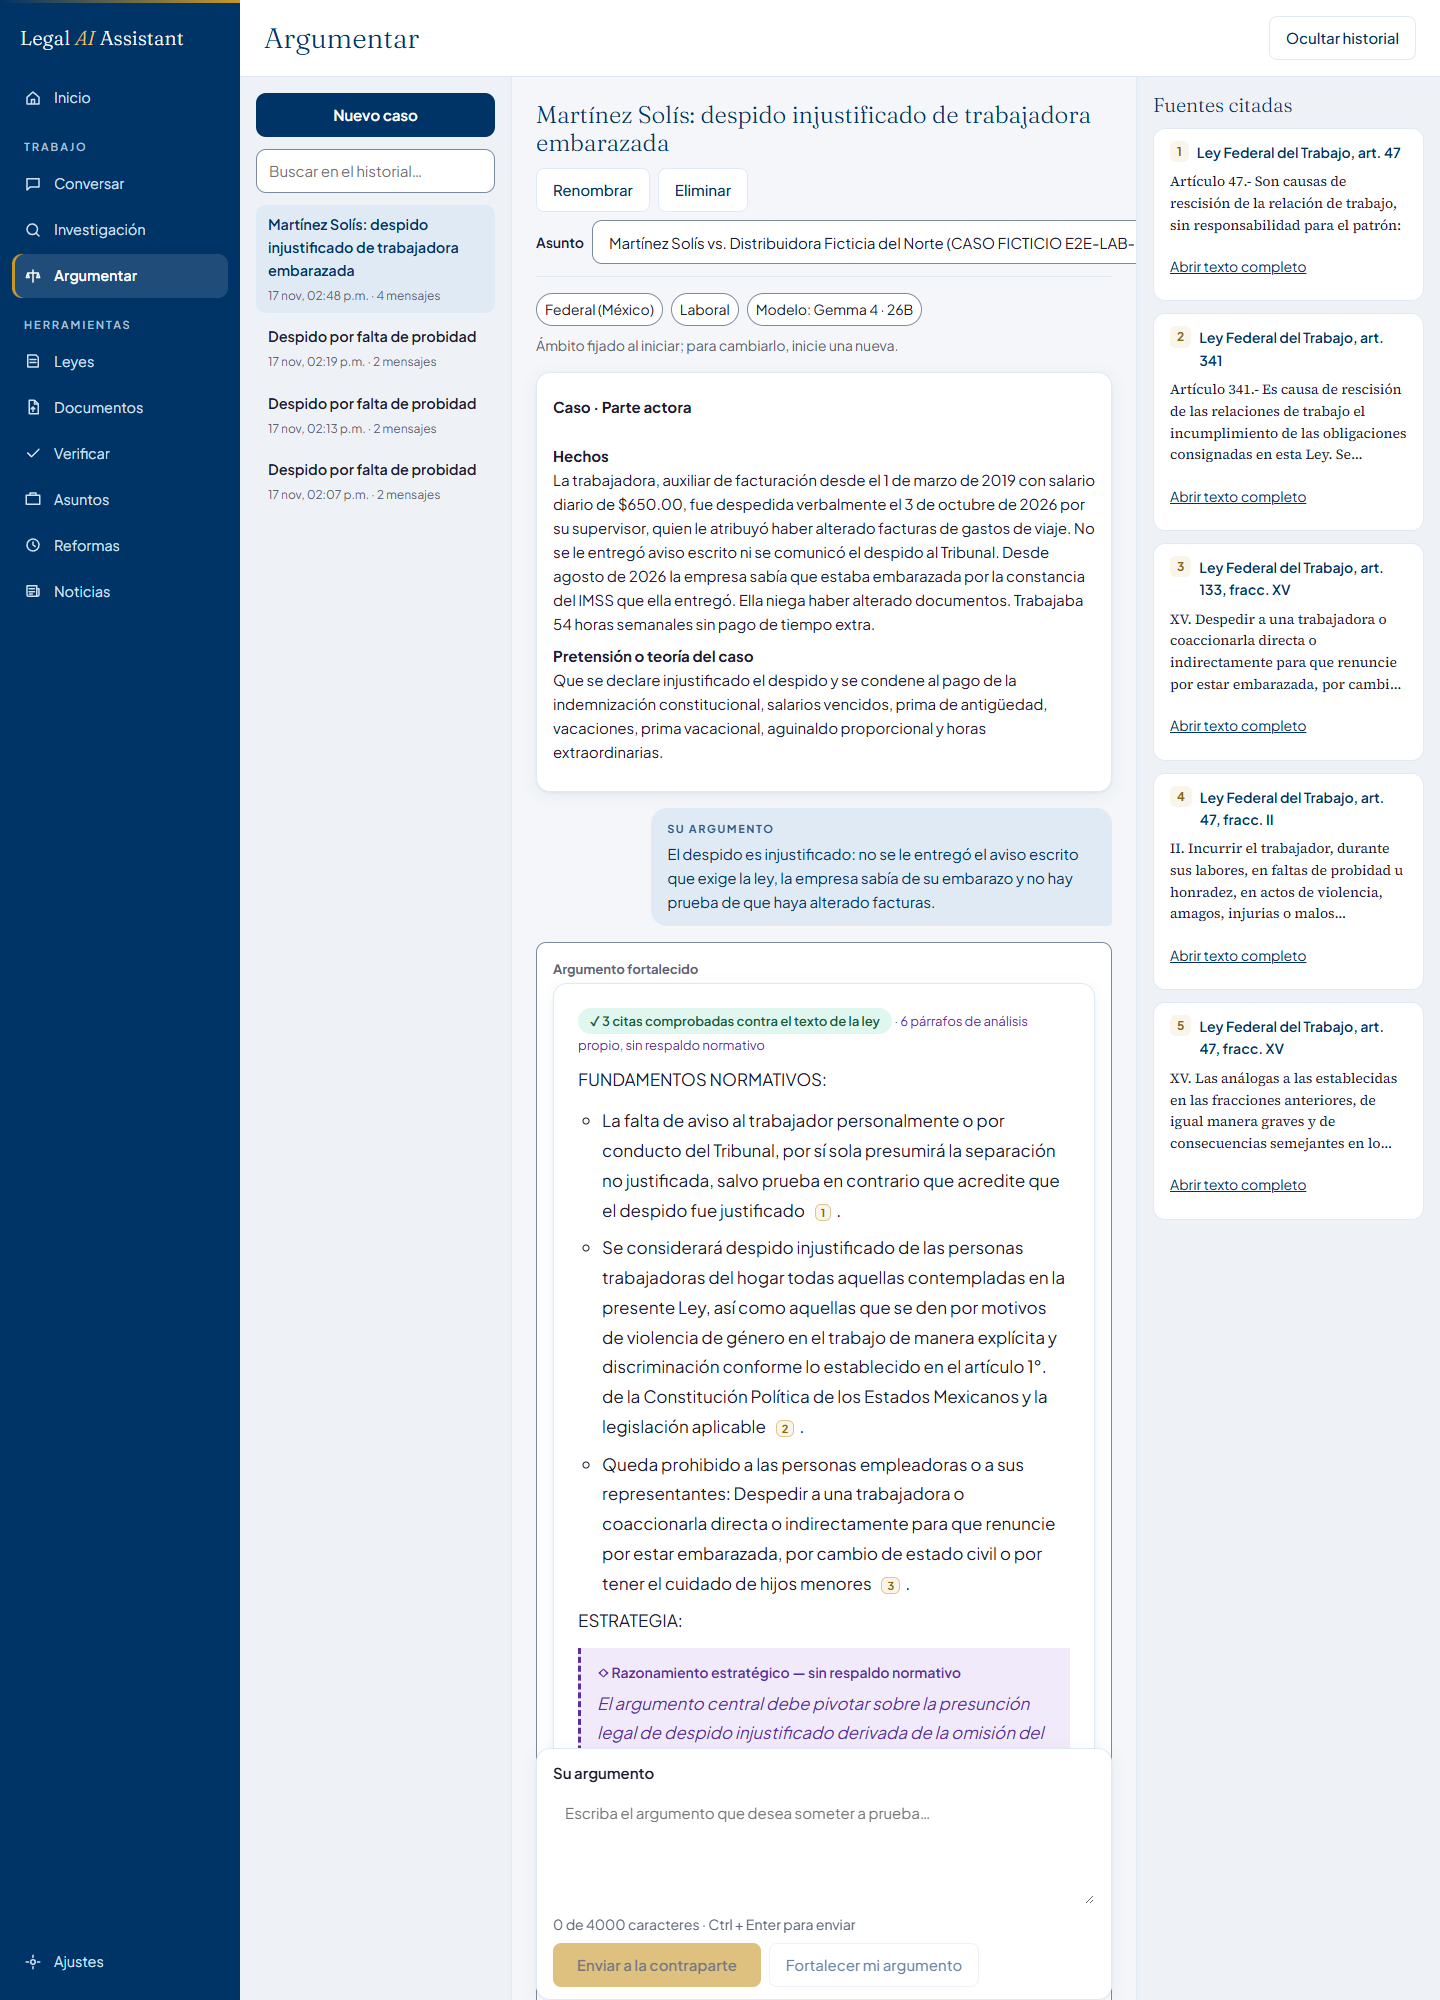 Legal AI Assistant
Inicio
TRABAJO
Conversar
Investigación
Argumentar
HERRAMIENTAS
Leyes
Documentos
Verificar
Asuntos
Reformas
Noticias
Ajustes
Argumentar
Ocultar historial
Nuevo caso
Buscar en el historial...
Martínez Solís: despido
injustificado de trabajadora
embarazada
17 nov, 02:48 p.m. · 4 mensajes
Despido por falta de probidad
17 nov, 02:19 p.m. · 2 mensajes
Despido por falta de probidad
17 nov, 02:13 p.m. · 2 mensajes
Despido por falta de probidad
17 nov, 02:07 p.m. · 2 mensajes
Martínez Solís: despido injustificado de trabajadora
embarazada
Renombrar
Eliminar
Asunto
Martínez Solís vs. Distribuidora Ficticia del Norte (CASO FICTICIO E2E-LAB-
Federal (México)
Laboral
Modelo: Gemma 4 · 26B
Ámbito fijado al iniciar; para cambiarlo, inicie una nueva.
Caso · Parte actora
Hechos
La trabajadora, auxiliar de facturación desde el 1 de marzo de 2019 con salario
diario de $650.00, fue despedida verbalmente el 3 de octubre de 2026 por
su supervisor, quien le atribuyó haber alterado facturas de gastos de viaje. No
se le entregó aviso escrito ni se comunicó el despido al Tribunal. Desde
agosto de 2026 la empresa sabía que estaba embarazada por la constancia
del IMSS que ella entregó. Ella niega haber alterado documentos. Trabajaba
54 horas semanales sin pago de tiempo extra.
Pretensión o teoría del caso
Que se declare injustificado el despido y se condene al pago de la
indemnización constitucional, salarios vencidos, prima de antigüedad,
vacaciones, prima vacacional, aguinaldo proporcional y horas
extraordinarias.
SU ARGUMENTO
El despido es injustificado: no se le entregó el aviso escrito
que exige la ley, la empresa sabía de su embarazo y no hay
prueba de que haya alterado facturas.
Argumento fortalecido
✓ 3 citas comprobadas contra el texto de la ley · 6 párrafos de análisis
propio, sin respaldo normativo
FUNDAMENTOS NORMATIVOS:
La falta de aviso al trabajador personalmente o por
conducto del Tribunal, por sí sola presumirá la separación
no justificada, salvo prueba en contrario que acredite que
el despido fue justificado 1 .
Se considerará despido injustificado de las personas
trabajadoras del hogar todas aquellas contempladas en la
presente Ley, así como aquellas que se den por motivos
de violencia de género en el trabajo de manera explícita y
discriminación conforme lo establecido en el artículo 1°.
de la Constitución Política de los Estados Mexicanos y la
legislación aplicable 2 .
Queda prohibido a las personas empleadoras o a sus
representantes: Despedir a una trabajadora o
coaccionarla directa o indirectamente para que renuncie
por estar embarazada, por cambio de estado civil o por
tener el cuidado de hijos menores 3 .
ESTRATEGIA:
◇ Razonamiento estratégico — sin respaldo normativo
El argumento central debe pivotar sobre la presunción
legal de despido injustificado derivada de la omisión del
Su argumento
Escriba el argumento que desea someter a prueba...
0 de 4000 caracteres · Ctrl + Enter para enviar
Enviar a la contraparte
Fortalecer mi argumento
Fuentes citadas
1 Ley Federal del Trabajo, art. 47
Artículo 47.- Son causas de
rescisión de la relación de trabajo,
sin responsabilidad para el patrón:
Abrir texto completo
2 Ley Federal del Trabajo, art.
341
Artículo 341.- Es causa de rescisión
de las relaciones de trabajo el
incumplimiento de las obligaciones
consignadas en esta Ley. Se...
Abrir texto completo
3 Ley Federal del Trabajo, art.
133, fracc. XV
XV. Despedir a una trabajadora o
coaccionarla directa o
indirectamente para que renuncie
por estar embarazada, por cambi...
Abrir texto completo
4 Ley Federal del Trabajo, art.
47, fracc. II
II. Incurrir el trabajador, durante
sus labores, en faltas de probidad u
honradez, en actos de violencia,
amagos, injurias o malos...
Abrir texto completo
5 Ley Federal del Trabajo, art.
47, fracc. XV
XV. Las análogas a las establecidas
en las fracciones anteriores, de
igual manera graves y de
consecuencias semejantes en lo...
Abrir texto completo